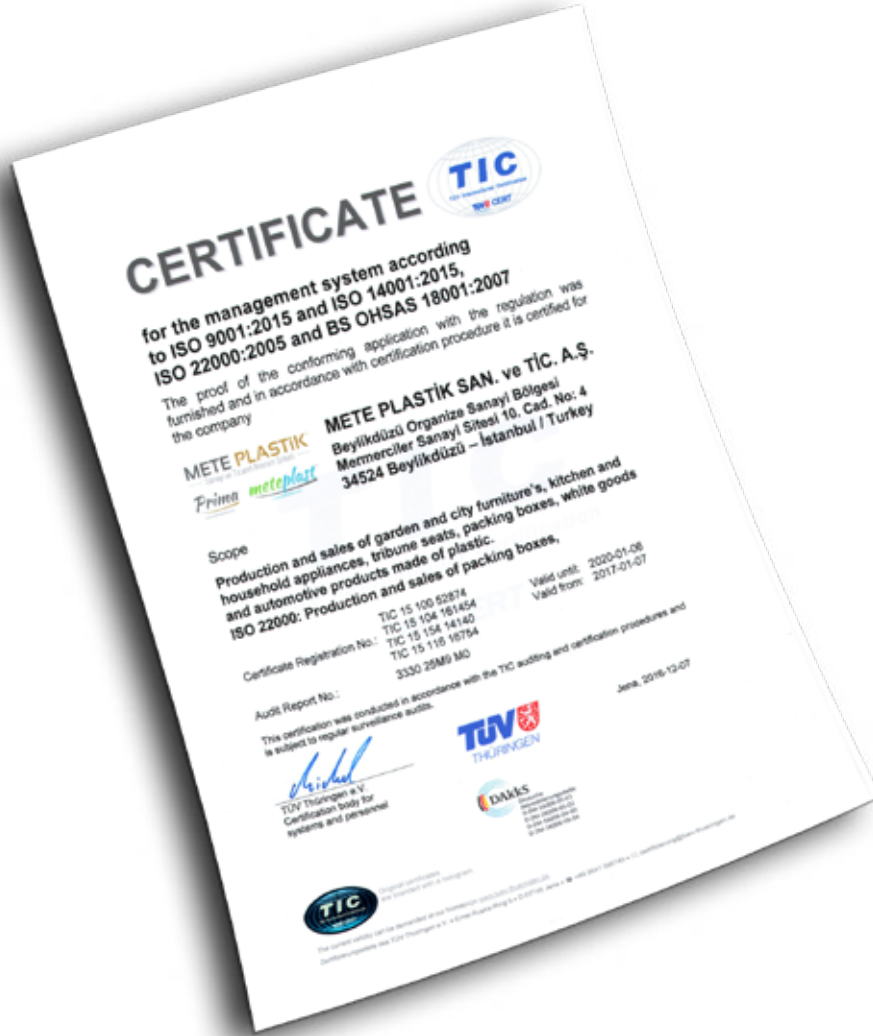 CERTIFICATE
TIC
TÜV CERT
for the management system according
to ISO 9001:2015 and ISO 14001:2015,
ISO 22000:2005 and BS OHSAS 18001:2007
The proof of the conforming application with the regulation was
furnished and in accordance with certification procedure it is certified for
the company
METE PLASTİK
Prima meteplast
METE PLASTİK SAN. ve TİC. A.Ş.
Beylikdüzü Organize Sanayi Bölgesi
Mermerciler Sanayi Sitesi 10. Cad. No: 4
34524 Beylikdüzü – İstanbul / Turkey
Scope
Production and sales of garden and city furniture's, kitchen and
household appliances, tribune seats, packing boxes, white goods
and automotive products made of plastic.
ISO 22000: Production and sales of packing boxes,
Certificate Registration No.:
TIC 15 100 52874
TIC 15 104 161454
TIC 15 154 14140
TIC 15 116 16754
Valid until: 2020-01-06
Valid from: 2017-01-07
Audit Report No.:
3330 25M9 M0
This certification was conducted in accordance with the TIC auditing and certification procedures and
is subject to regular surveillance audits.
Jena, 2016-12-07
TÜV
THÜRINGEN
TÜV Thüringen e.V.
Certification body for
systems and personnel
DAkkS
TIC
Original certificates
are branded with a hologram